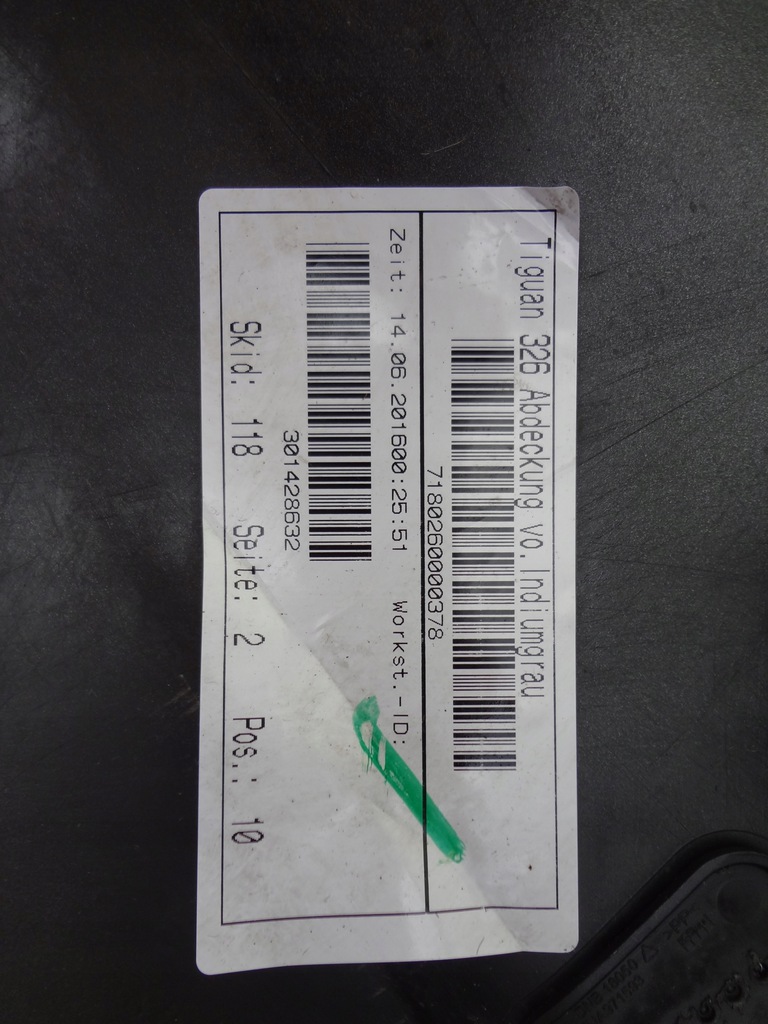 Tiguan 326 Abdeckung vo. Indiumgrau
7180260000378
Zeit: 14.06.201600:25:51 Workst.-ID:
301428632
Skid: 118 Seite: 2 Pos.: 10